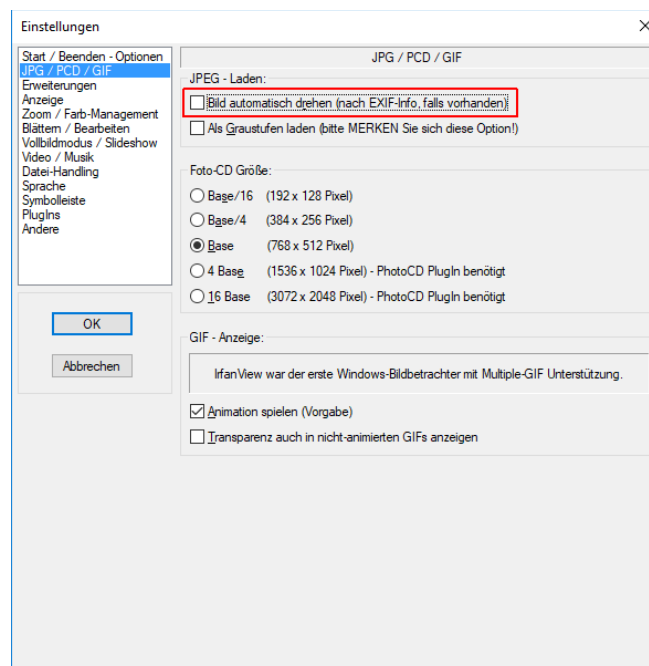 Einstellungen
Start / Beenden - Optionen
JPG / PCD / GIF
Erweiterungen
Anzeige
Zoom / Farb-Management
Blättern / Bearbeiten
Vollbildmodus / Slideshow
Video / Musik
Datei-Handling
Sprache
Symbolleiste
PlugIns
Andere
OK
Abbrechen
JPG / PCD / GIF
JPEG - Laden:
Bild automatisch drehen (nach EXIF-Info, falls vorhanden)
Als Graustufen laden (bitte MERKEN Sie sich diese Option!)
Foto-CD Größe:
Base/16 (192 x 128 Pixel)
Base/4 (384 x 256 Pixel)
Base (768 x 512 Pixel)
4 Base (1536 x 1024 Pixel) - PhotoCD PlugIn benötigt
16 Base (3072 x 2048 Pixel) - PhotoCD PlugIn benötigt
GIF - Anzeige:
IrfanView war der erste Windows-Bildbetrachter mit Multiple-GIF Unterstützung.
Animation spielen (Vorgabe)
Transparenz auch in nicht-animierten GIFs anzeigen